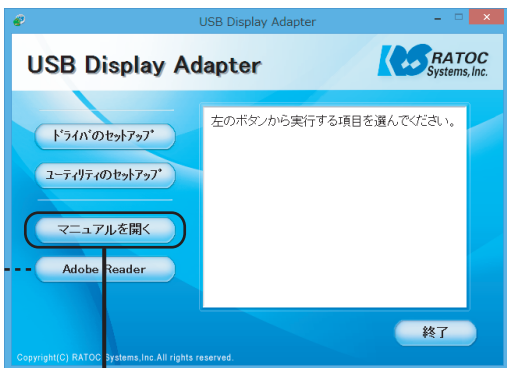 USB Display Adapter
USB Display Adapter
RATOC
Systems, Inc.
ﾄﾞﾗｲﾊﾞのｾｯﾄｱｯﾌﾟ
ﾕｰﾃｨﾘﾃｨのｾｯﾄｱｯﾌﾟ
マニュアルを開く
Adobe Reader
左のボタンから実行する項目を選んでください。
終了
Copyright(C) RATOC Systems,Inc.All rights reserved.